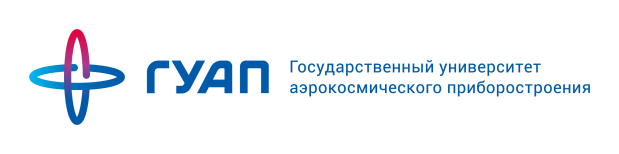 ГУАП
Государственный университет
аэрокосмического приборостроения